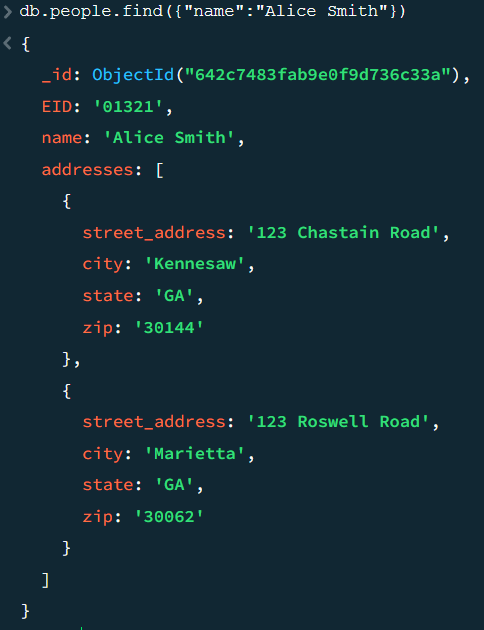 > db.people.find({"name":"Alice Smith"})
< {
_id: ObjectId("642c7483fab9e0f9d736c33a"),
EID: '01321',
name: 'Alice Smith',
addresses: [
{
street_address: '123 Chastain Road',
city: 'Kennesaw',
state: 'GA',
zip: '30144'
},
{
street_address: '123 Roswell Road',
city: 'Marietta',
state: 'GA',
zip: '30062'
}
]
}